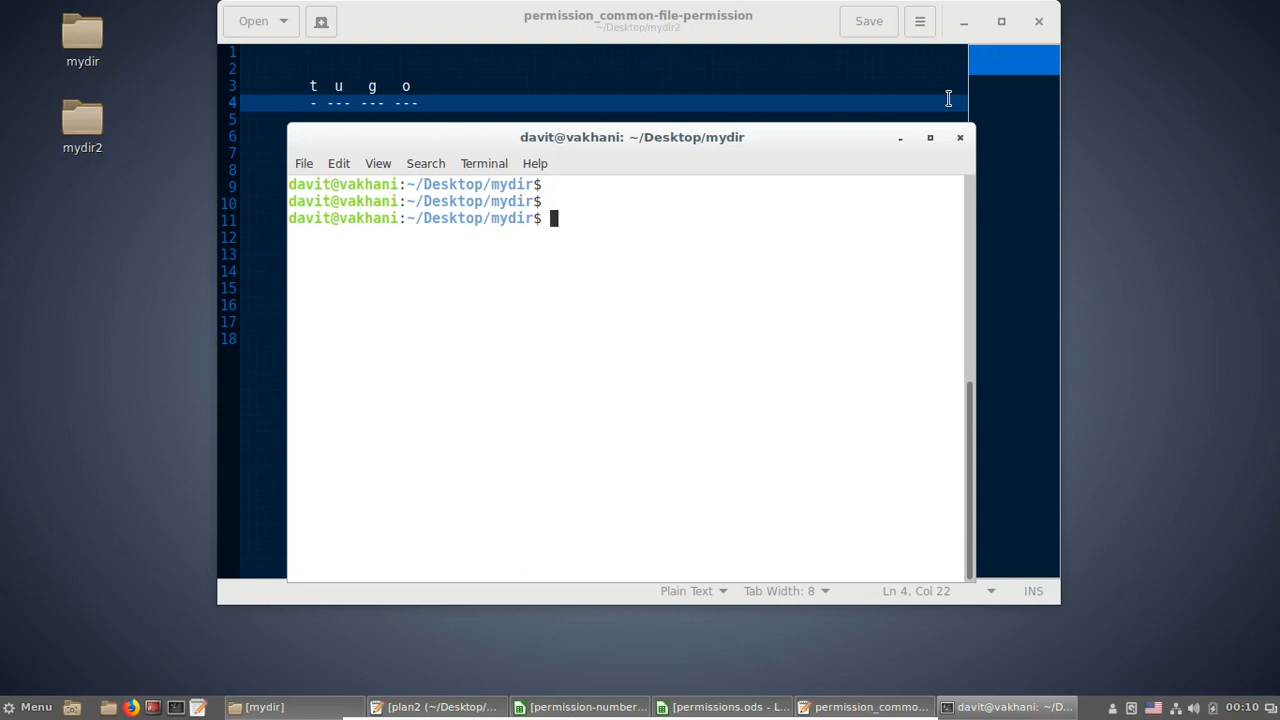 mydir
mydir2
Open
permission_common-file-permission
~/Desktop/mydir2
Save
1
2
3 t u g o
4 - --- --- ---
5
6
7
8
9
10
11
12
13
14
15
16
17
18
davit@vakhani: ~/Desktop/mydir
File Edit View Search Terminal Help
davit@vakhani:~/Desktop/mydir$
davit@vakhani:~/Desktop/mydir$
davit@vakhani:~/Desktop/mydir$
Plain Text Tab Width: 8 Ln 4, Col 22 INS
Menu [mydir] [plan2 (~/Desktop/... [permission-number... [permissions.ods - L... permission_commo... davit@vakhani: ~/D... 00:10